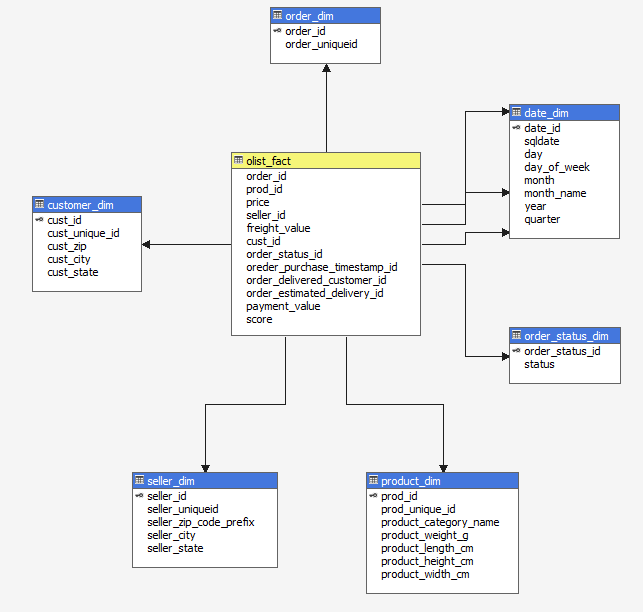 order_dim
order_id
order_uniqueid
date_dim
date_id
sqldate
day
day_of_week
month
month_name
year
quarter
olist_fact
order_id
prod_id
price
seller_id
freight_value
cust_id
order_status_id
oreder_purchase_timestamp_id
order_delivered_customer_id
order_estimated_delivery_id
payment_value
score
customer_dim
cust_id
cust_unique_id
cust_zip
cust_city
cust_state
order_status_dim
order_status_id
status
seller_dim
seller_id
seller_uniqueid
seller_zip_code_prefix
seller_city
seller_state
product_dim
prod_id
prod_unique_id
product_category_name
product_weight_g
product_length_cm
product_height_cm
product_width_cm